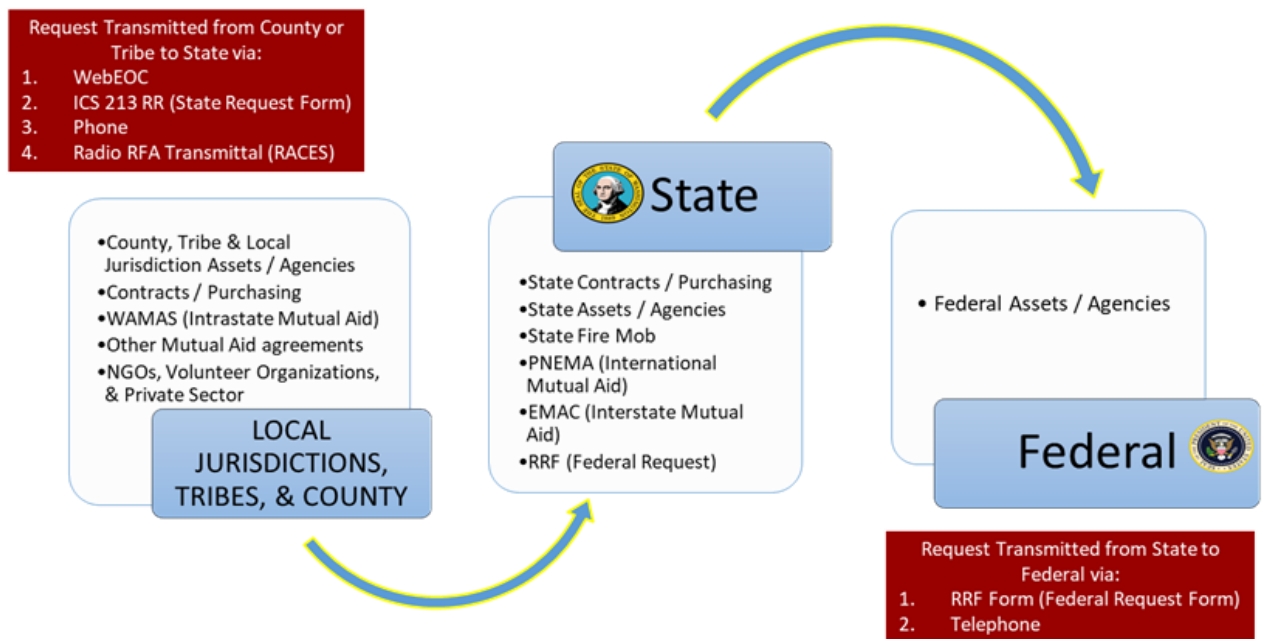 Request Transmitted from County or
Tribe to State via:
1. WebEOC
2. ICS 213 RR (State Request Form)
3. Phone
4. Radio RFA Transmittal (RACES)
•County, Tribe & Local
Jurisdiction Assets / Agencies
•Contracts / Purchasing
•WAMAS (Intrastate Mutual Aid)
•Other Mutual Aid agreements
•NGOs, Volunteer Organizations,
& Private Sector
LOCAL
JURISDICTIONS,
TRIBES, & COUNTY
State
•State Contracts / Purchasing
•State Assets / Agencies
•State Fire Mob
•PNEMA (International
Mutual Aid)
•EMAC (Interstate Mutual
Aid)
•RRF (Federal Request)
• Federal Assets / Agencies
Federal
Request Transmitted from State to
Federal via:
1. RRF Form (Federal Request Form)
2. Telephone